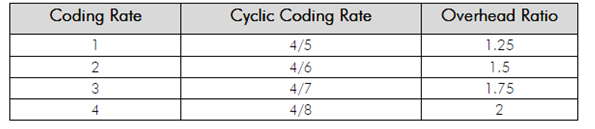 Coding Rate Cyclic Coding Rate Overhead Ratio
1 4/5 1.25
2 4/6 1.5
3 4/7 1.75
4 4/8 2